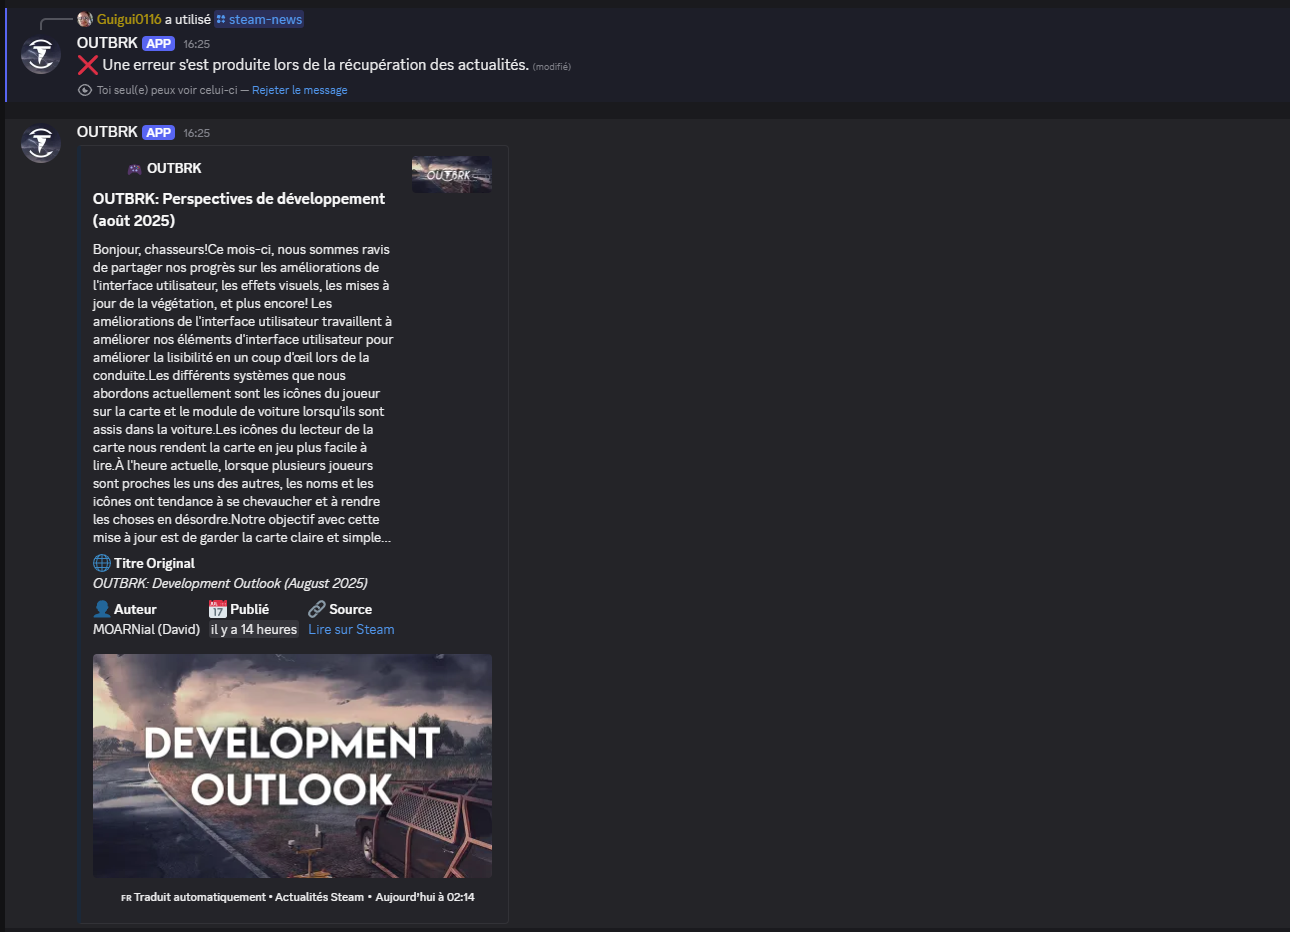 Guigui0116 a utilisé steam-news
OUTBRK APP 16:25
❌ Une erreur s'est produite lors de la récupération des actualités. (modifié)
Toi seul(e) peux voir celui-ci — Rejeter le message
OUTBRK APP 16:25
🎮 OUTBRK
OUTBRK
OUTBRK: Perspectives de développement
(août 2025)
Bonjour, chasseurs!Ce mois-ci, nous sommes ravis
de partager nos progrès sur les améliorations de
l'interface utilisateur, les effets visuels, les mises à
jour de la végétation, et plus encore! Les
améliorations de l'interface utilisateur travaillent à
améliorer nos éléments d'interface utilisateur pour
améliorer la lisibilité en un coup d'œil lors de la
conduite.Les différents systèmes que nous
abordons actuellement sont les icônes du joueur
sur la carte et le module de voiture lorsqu'ils sont
assis dans la voiture.Les icônes du lecteur de la
carte nous rendent la carte en jeu plus facile à
lire.À l'heure actuelle, lorsque plusieurs joueurs
sont proches les uns des autres, les noms et les
icônes ont tendance à se chevaucher et à rendre
les choses en désordre.Notre objectif avec cette
mise à jour est de garder la carte claire et simple...
🌐 Titre Original
OUTBRK: Development Outlook (August 2025)
👤 Auteur 📅 Publié 🔗 Source
MOARNial (David) il y a 14 heures Lire sur Steam
DEVELOPMENT
OUTLOOK
FR Traduit automatiquement • Actualités Steam • Aujourd'hui à 02:14